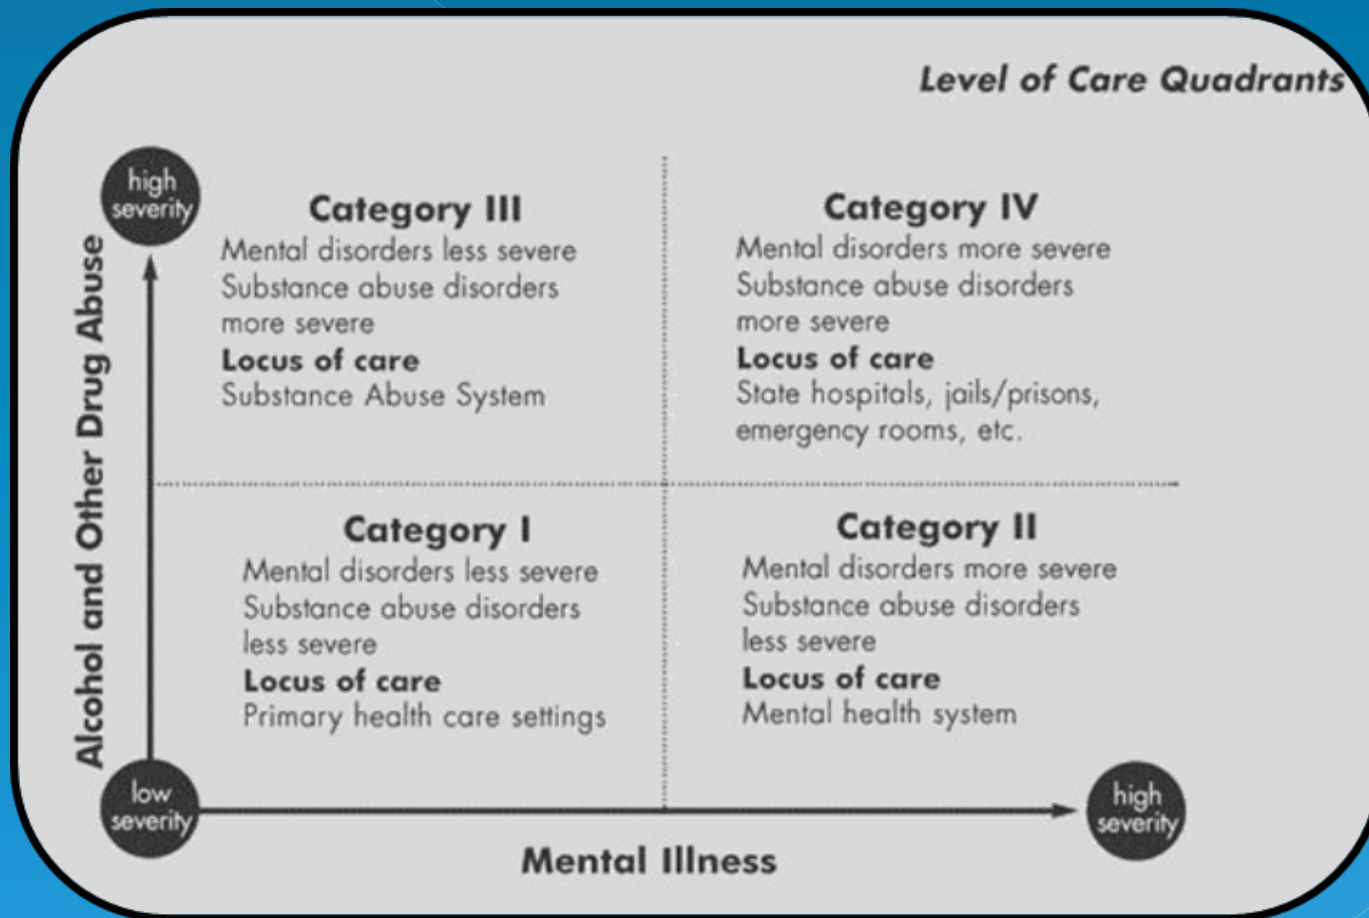 Level of Care Quadrants
high
severity
Alcohol and Other Drug Abuse
Category III
Mental disorders less severe
Substance abuse disorders
more severe
Locus of care
Substance Abuse System
Category IV
Mental disorders more severe
Substance abuse disorders
more severe
Locus of care
State hospitals, jails/prisons,
emergency rooms, etc.
Category I
Mental disorders less severe
Substance abuse disorders
less severe
Locus of care
Primary health care settings
Category II
Mental disorders more severe
Substance abuse disorders
less severe
Locus of care
Mental health system
low
severity
high
severity
Mental Illness